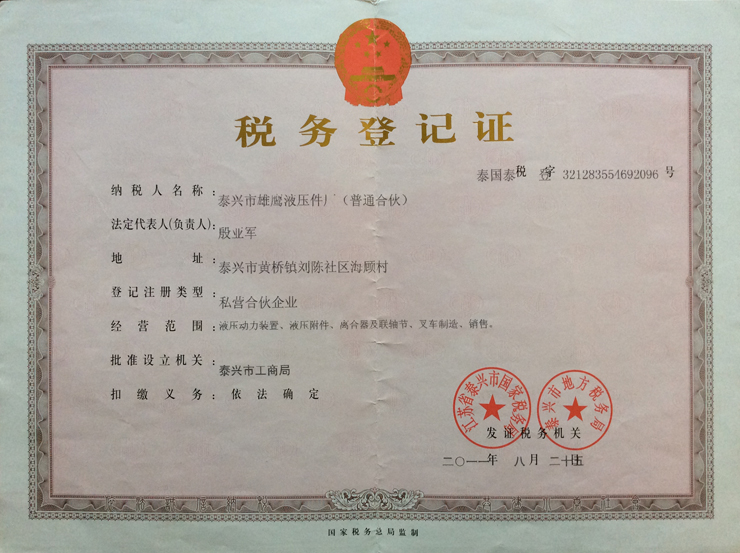 税务登记证
泰国泰税 登字 321283554692096 号
纳税人名称：泰兴市雄鹰液压件厂（普通合伙）
法定代表人(负责人)：殷亚军
地址：泰兴市黄桥镇刘陈社区海顾村
登记注册类型：私营合伙企业
经营范围：液压动力装置、液压附件、离合器及联轴节、叉车制造、销售。
批准设立机关：泰兴市工商局
扣缴义务：依法确定
江苏省泰兴市国家税务局
泰兴市地方税务局
发证税务机关
二〇一一年 八月 二十五日
国家税务总局监制